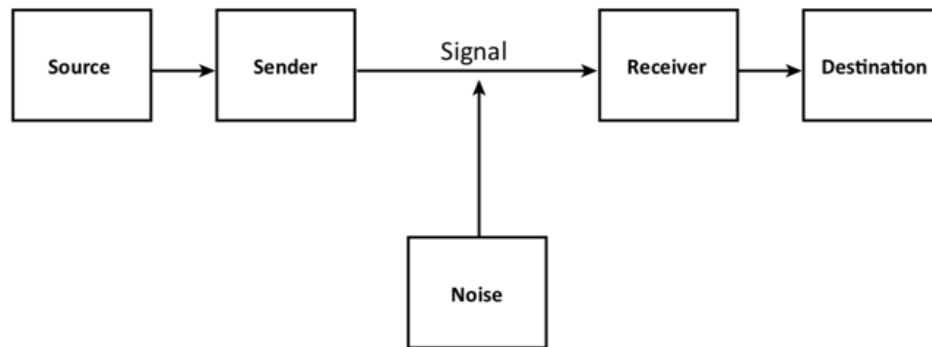 Source
Sender
Signal
Receiver
Destination
Noise